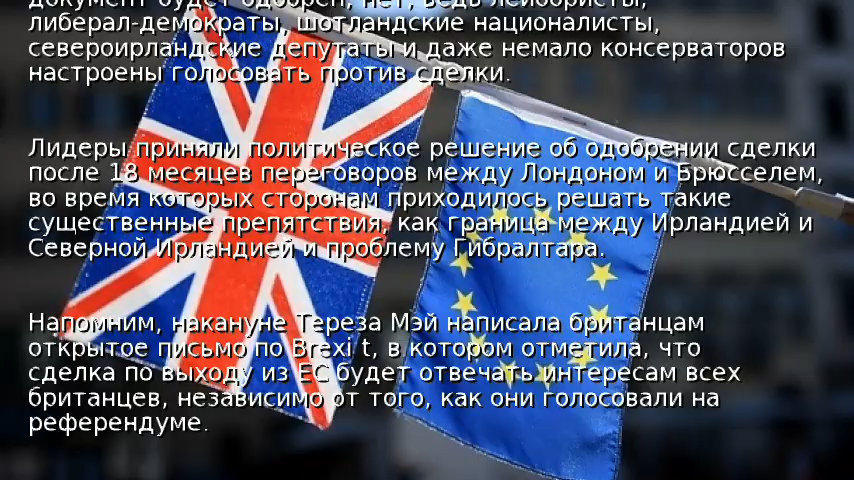 документ будет одобрен, нет, ведь лейбористы,
либерал-демократы, шотландские националисты,
североирландские депутаты и даже немало консерваторов
настроены голосовать против сделки.
Лидеры приняли политическое решение об одобрении сделки
после 18 месяцев переговоров между Лондоном и Брюсселем,
во время которых сторонам приходилось решать такие
существенные препятствия, как граница между Ирландией и
Северной Ирландией и проблему Гибралтара.
Напомним, накануне Тереза Мэй написала британцам
открытое письмо по Brexi t, в котором отметила, что
сделка по выходу из ЕС будет отвечать интересам всех
британцев, независимо от того, как они голосовали на
референдуме.